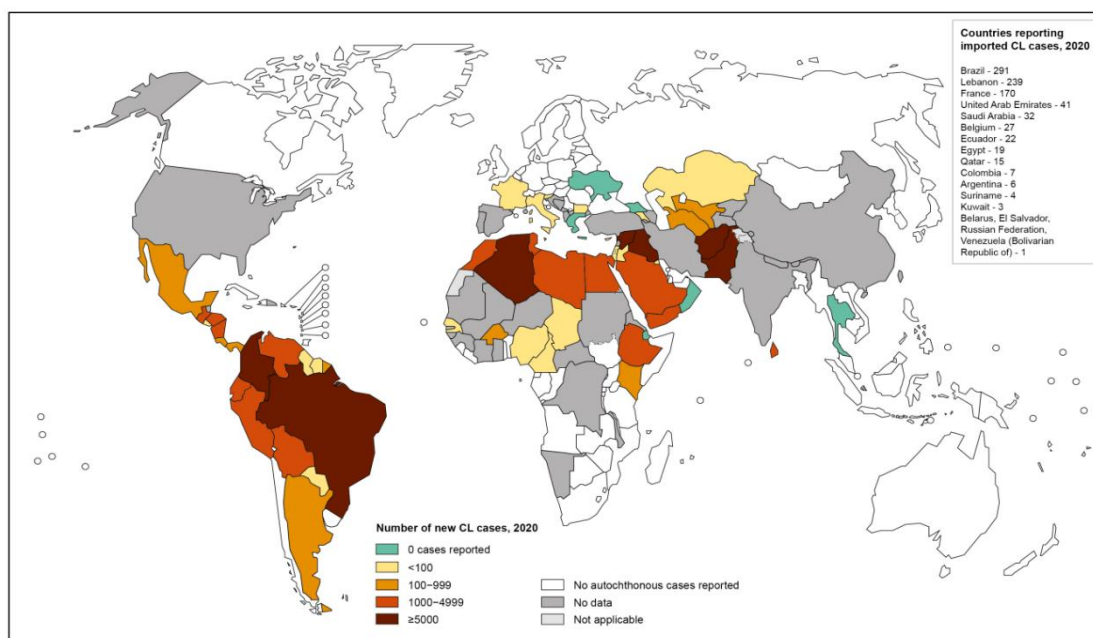 Countries reporting
imported CL cases, 2020
Brazil - 291
Lebanon - 239
France - 170
United Arab Emirates - 41
Saudi Arabia - 32
Belgium - 27
Ecuador - 22
Egypt - 19
Qatar - 15
Colombia - 7
Argentina - 6
Suriname - 4
Kuwait - 3
Belarus, El Salvador,
Russian Federation,
Venezuela (Bolivarian
Republic of) - 1
Number of new CL cases, 2020
0 cases reported
<100
100–999
1000–4999
≥5000
No autochthonous cases reported
No data
Not applicable